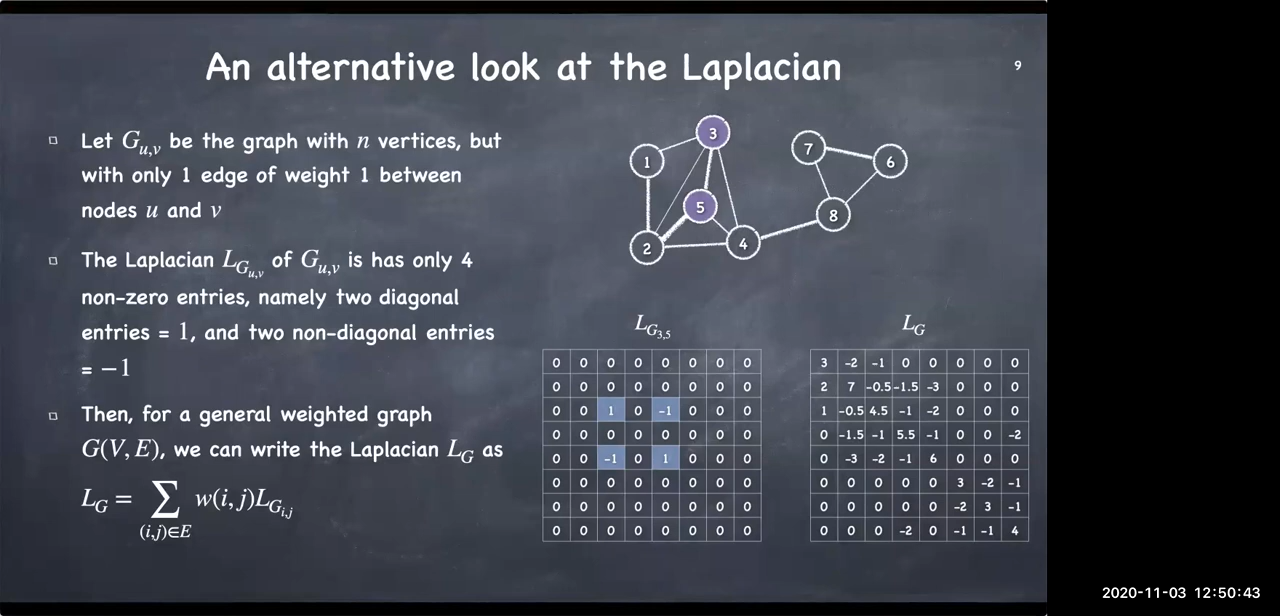 An alternative look at the Laplacian
9
Let G_{u,v} be the graph with n vertices, but
with only 1 edge of weight 1 between
nodes u and v
The Laplacian L_{G_{u,v}} of G_{u,v} is has only 4
non-zero entries, namely two diagonal
entries = 1, and two non-diagonal entries
= −1
Then, for a general weighted graph
G(V, E), we can write the Laplacian L_G as
L_G = ∑_{(i,j)∈E} w(i, j)L_{G_{i,j}}
3
1
7
6
5
8
2
4
L_{G_{3,5}}
0 0 0 0 0 0 0 0
0 0 0 0 0 0 0 0
0 0 1 0 -1 0 0 0
0 0 0 0 0 0 0 0
0 0 -1 0 1 0 0 0
0 0 0 0 0 0 0 0
0 0 0 0 0 0 0 0
0 0 0 0 0 0 0 0
L_G
3 -2 -1 0 0 0 0 0
2 7 -0.5 -1.5 -3 0 0 0
1 -0.5 4.5 -1 -2 0 0 0
0 -1.5 -1 5.5 -1 0 0 -2
0 -3 -2 -1 6 0 0 0
0 0 0 0 0 3 -2 -1
0 0 0 0 0 -2 3 -1
0 0 0 -2 0 -1 -1 4
2020-11-03 12:50:43